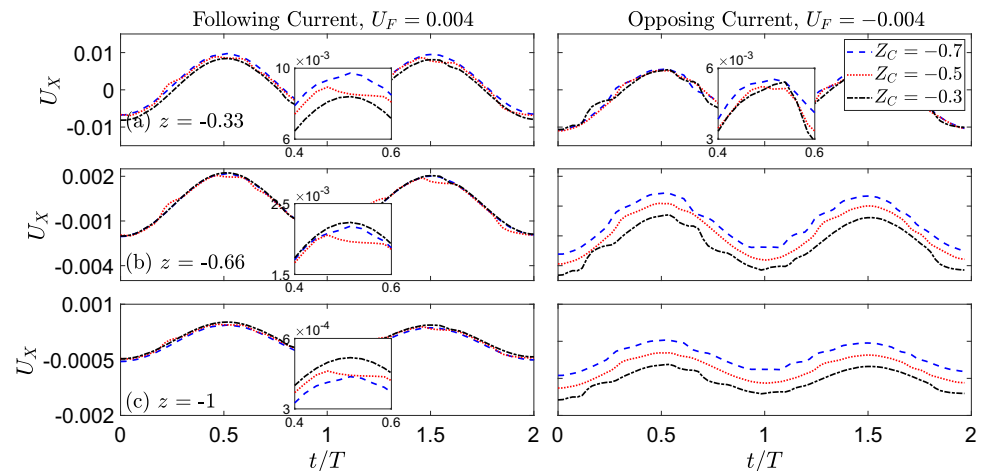 Following Current, U_F = 0.004
Opposing Current, U_F = −0.004
0.01
0
-0.01
U_X
(a) z = -0.33
×10^-3
10
6
0.4 0.6
×10^-3
6
3
0.4 0.6
Z_C = −0.7
Z_C = −0.5
Z_C = −0.3
0.002
-0.001
-0.004
U_X
(b) z = -0.66
×10^-3
2.5
1.5
0.4 0.6
0.001
-0.0005
-0.002
U_X
(c) z = -1
×10^-4
6
3
0.4 0.6
0 0.5 1 1.5 2
0 0.5 1 1.5 2
t/T
t/T